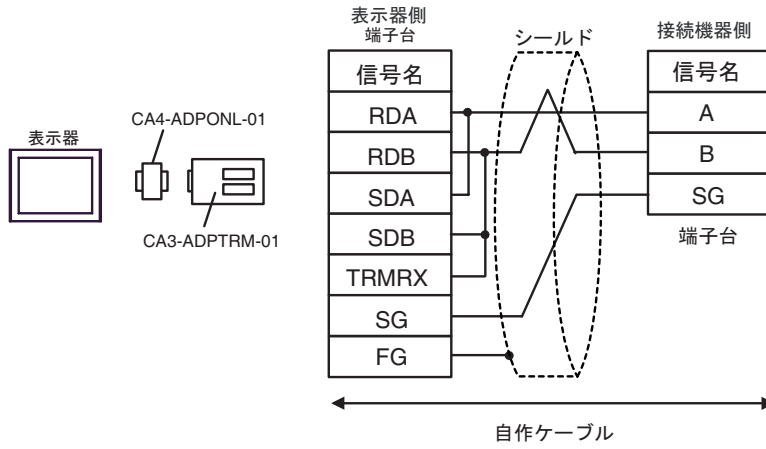 表示器
CA4-ADPONL-01
CA3-ADPTRM-01
表示器側
端子台
信号名
RDA
RDB
SDA
SDB
TRMRX
SG
FG
シールド
接続機器側
信号名
A
B
SG
端子台
自作ケーブル